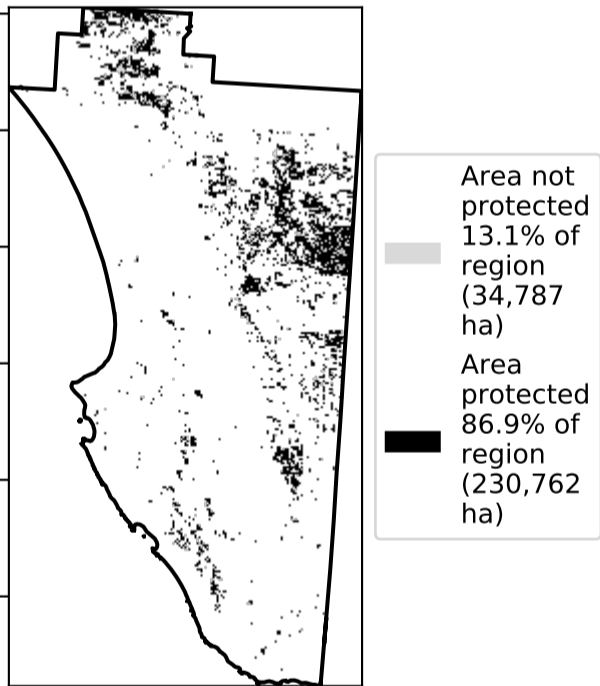 Area not
protected
13.1% of
region
(34,787
ha)
Area
protected
86.9% of
region
(230,762
ha)